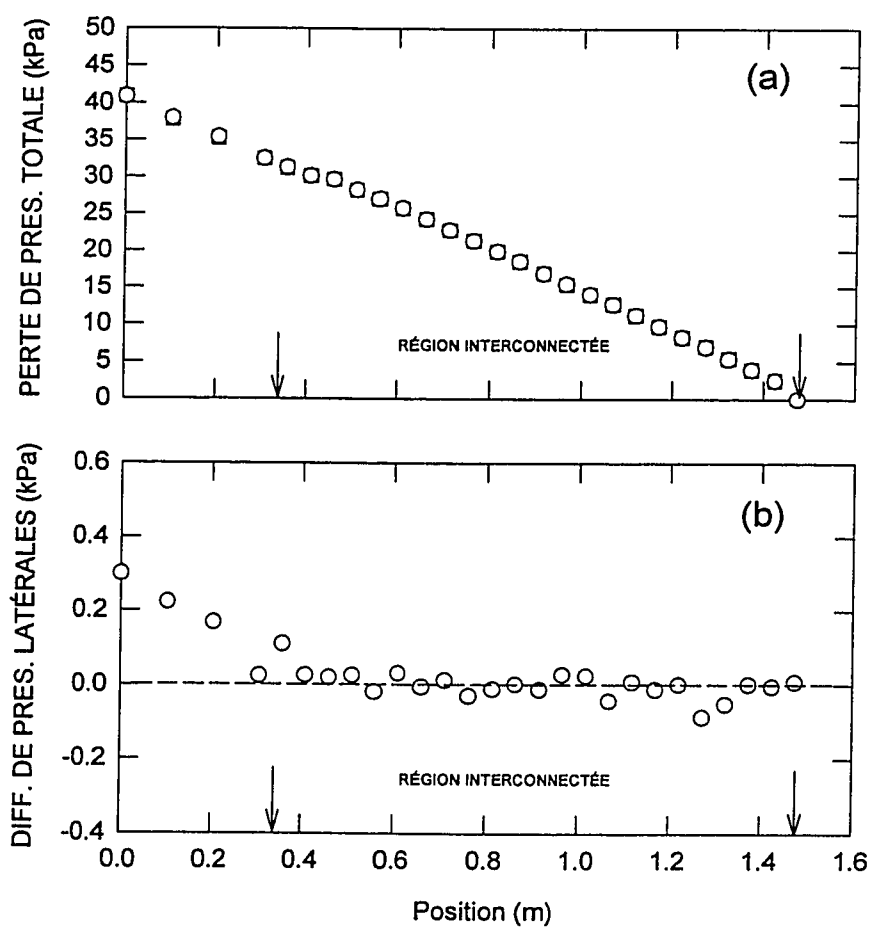 PERTE DE PRES. TOTALE (kPa)
50
45
40
35
30
25
20
15
10
5
0
(a)
RÉGION INTERCONNECTÉE
DIFF. DE PRES. LATÉRALES (kPa)
0.6
0.4
0.2
0.0
-0.2
-0.4
(b)
RÉGION INTERCONNECTÉE
0.0 0.2 0.4 0.6 0.8 1.0 1.2 1.4 1.6
Position (m)